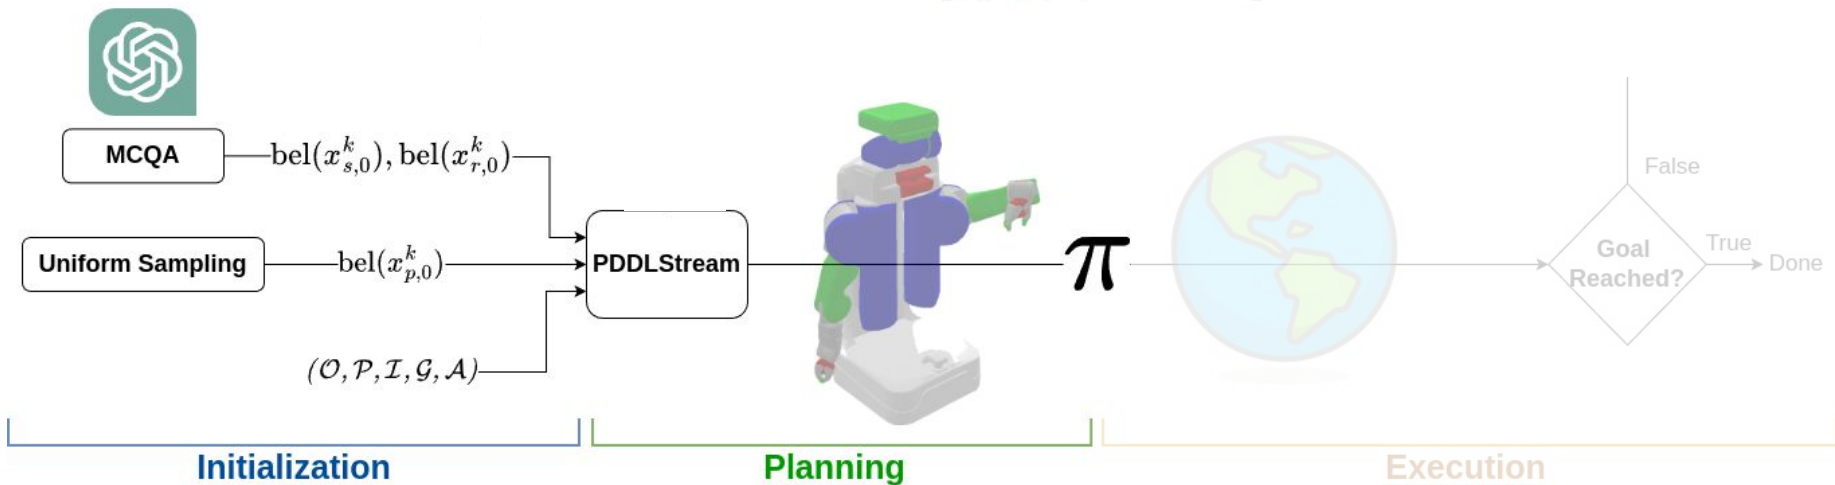 MCQA
bel(x^k_{s,0}), bel(x^k_{r,0})
Uniform Sampling
bel(x^k_{p,0})
(𝒪, 𝒫, ℐ, 𝒢, 𝒜)
PDDLStream
π
False
Goal
Reached?
True
Done
Initialization
Planning
Execution